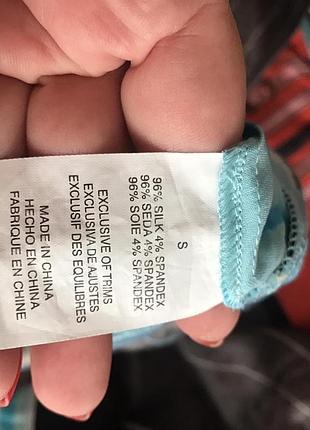 S
96% SILK 4% SPANDEX
96% SEDA 4% SPANDEX
96% SOIE 4% SPANDEX
EXCLUSIVE OF TRIMS
EXCLUSIVA DE AJUSTES
EXCLUSIF DES EQUILIBRES
MADE IN CHINA
HECHO EN CHINA
FABRIQUE EN CHINE